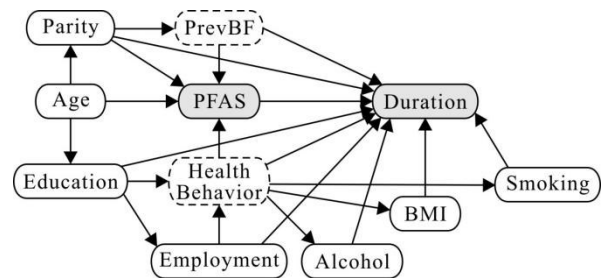 Parity
PrevBF
Age
PFAS
Duration
Education
Health
Behavior
Smoking
BMI
Employment
Alcohol